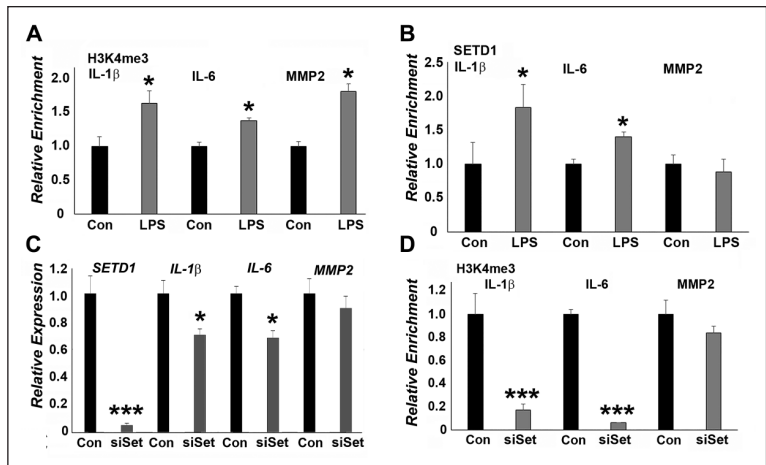 A
H3K4me3
IL-1β IL-6 MMP2
Relative Enrichment
2.0
1.5
1.0
0.5
0
* * *
Con LPS Con LPS Con LPS
B
SETD1
IL-1β IL-6 MMP2
Relative Enrichment
2.5
2.0
1.5
1.0
0.5
0
* *
Con LPS Con LPS Con LPS
C
SETD1 IL-1β IL-6 MMP2
Relative Expression
1.2
1.0
0.8
0.6
0.4
0.2
0
*** * *
Con siSet Con siSet Con siSet Con siSet
D
H3K4me3
IL-1β IL-6 MMP2
Relative Enrichment
1.2
1.0
0.8
0.6
0.4
0.2
0
*** ***
Con siSet Con siSet Con siSet